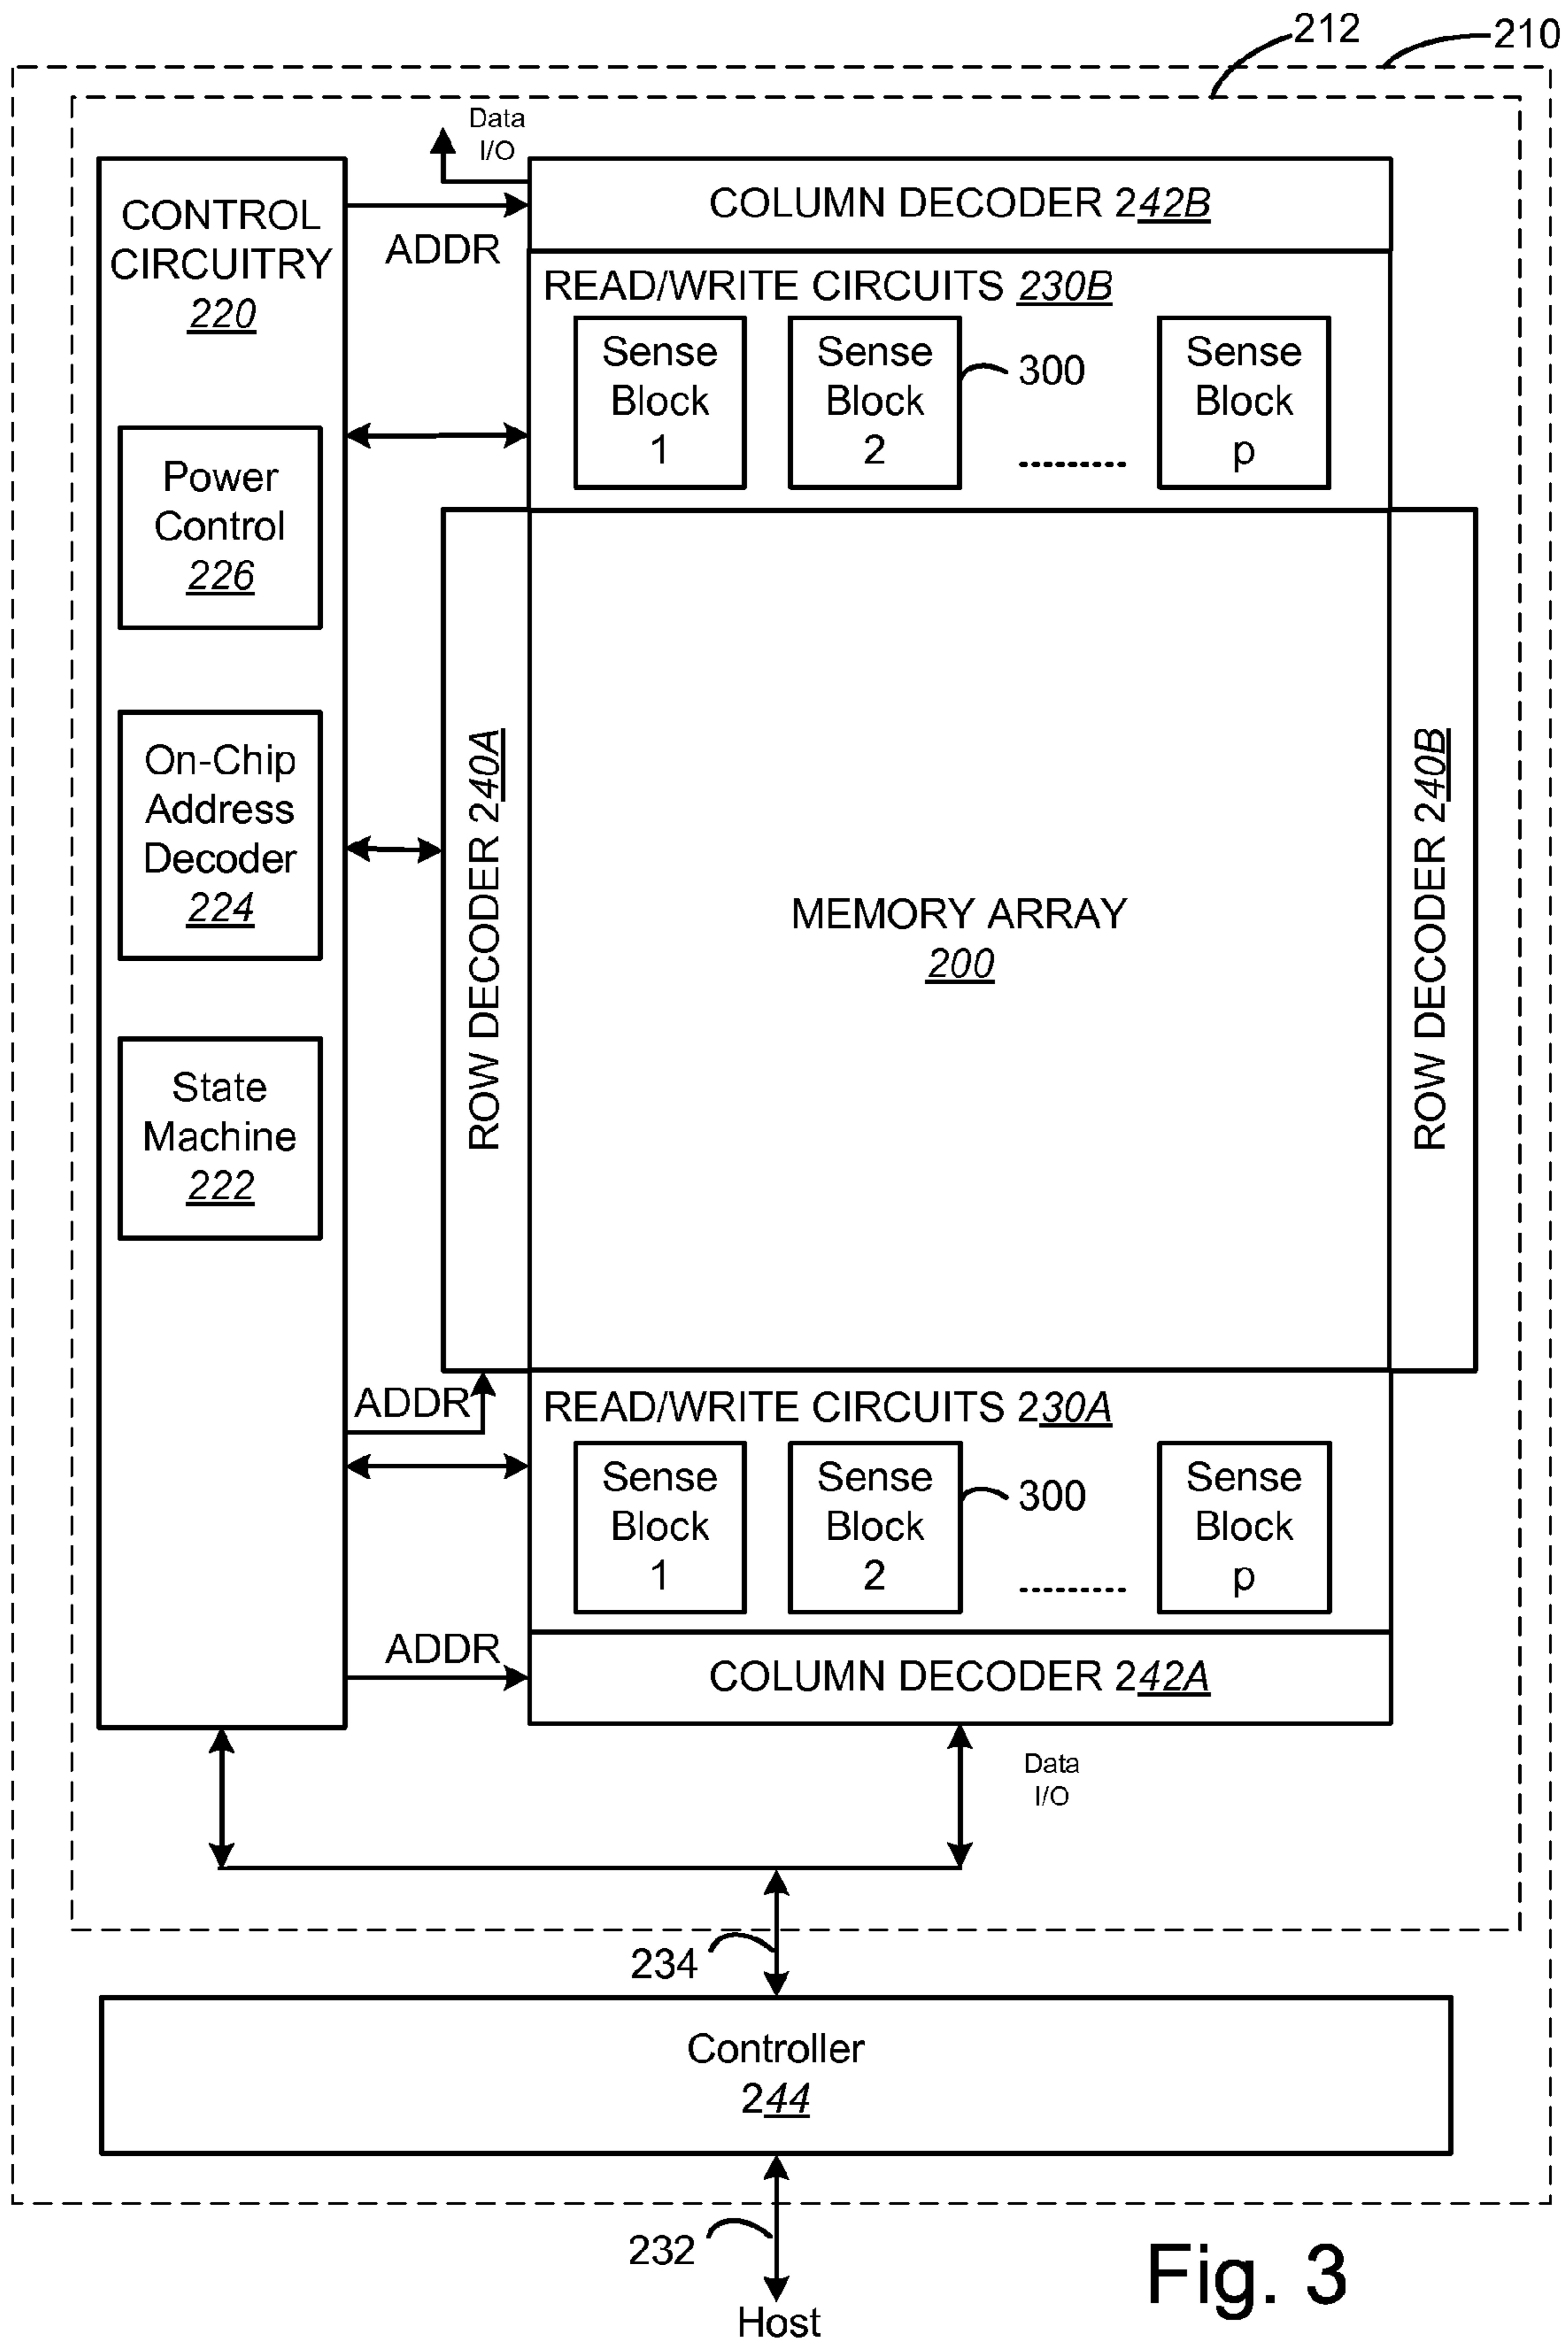 212
210
Data
I/O
CONTROL
CIRCUITRY
220
ADDR
COLUMN DECODER 242B
READ/WRITE CIRCUITS 230B
Sense
Block
1
Sense
Block
2
300
..........
Sense
Block
p
Power
Control
226
On-Chip
Address
Decoder
224
State
Machine
222
ROW DECODER 240A
MEMORY ARRAY
200
ROW DECODER 240B
ADDR
READ/WRITE CIRCUITS 230A
Sense
Block
1
Sense
Block
2
300
..........
Sense
Block
p
ADDR
COLUMN DECODER 242A
Data
I/O
234
Controller
244
232
Host
Fig. 3